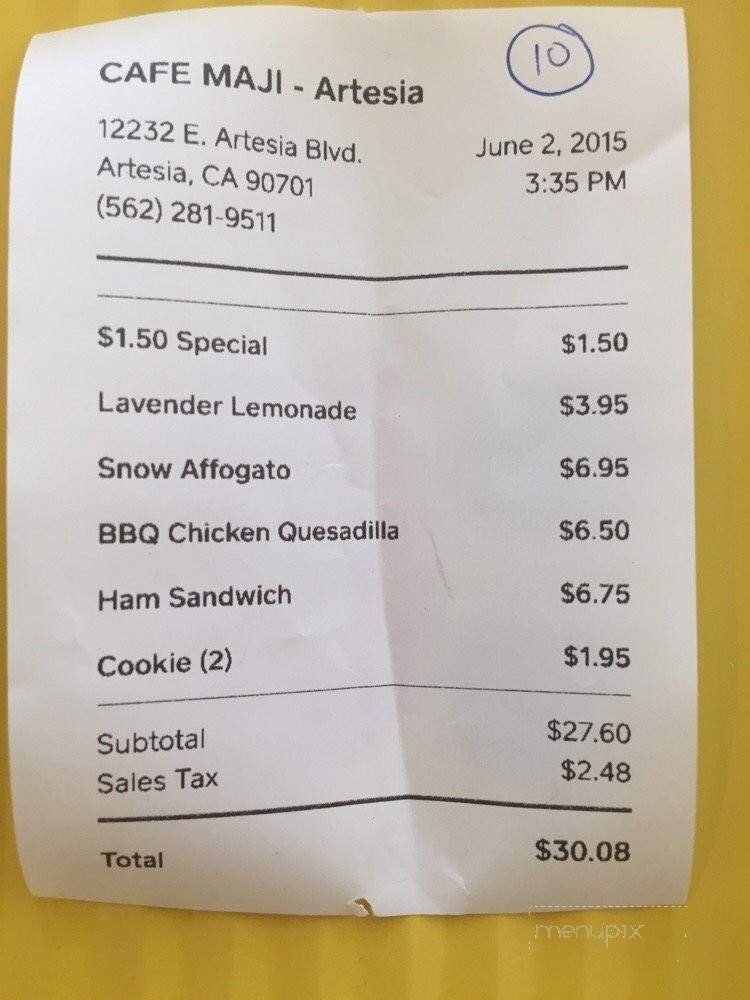 10
CAFE MAJI - Artesia
12232 E. Artesia Blvd.
Artesia, CA 90701
(562) 281-9511
June 2, 2015
3:35 PM
$1.50 Special $1.50
Lavender Lemonade $3.95
Snow Affogato $6.95
BBQ Chicken Quesadilla $6.50
Ham Sandwich $6.75
Cookie (2) $1.95
Subtotal $27.60
Sales Tax $2.48
Total $30.08
menupix